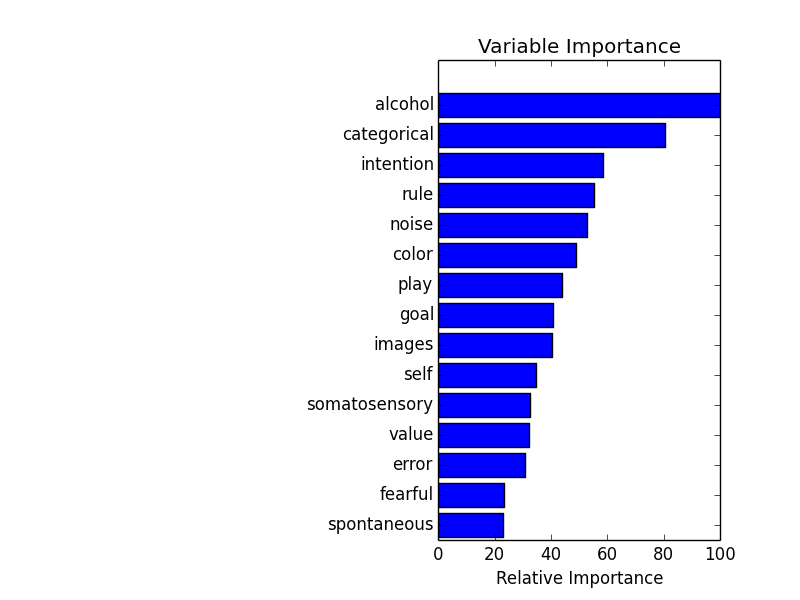 Variable Importance
alcohol
categorical
intention
rule
noise
color
play
goal
images
self
somatosensory
value
error
fearful
spontaneous
0 20 40 60 80 100
Relative Importance